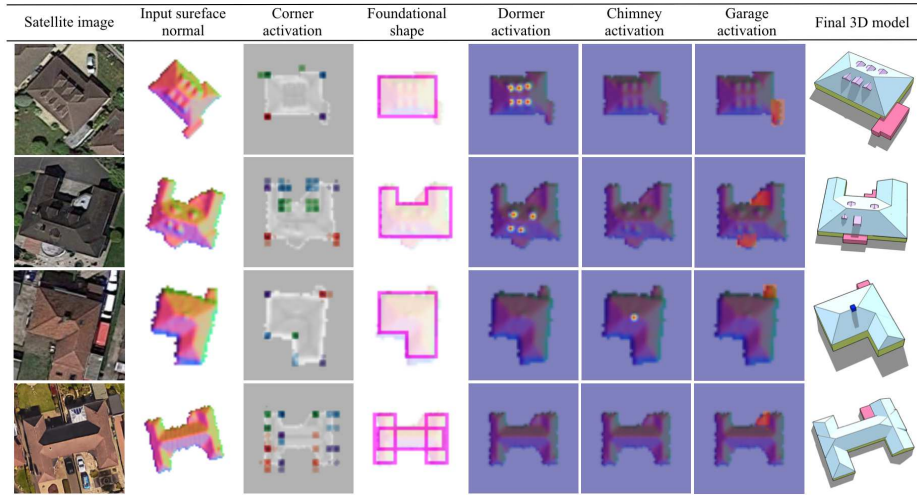 Satellite image
Input sureface normal
Corner activation
Foundational shape
Dormer activation
Chimney activation
Garage activation
Final 3D model